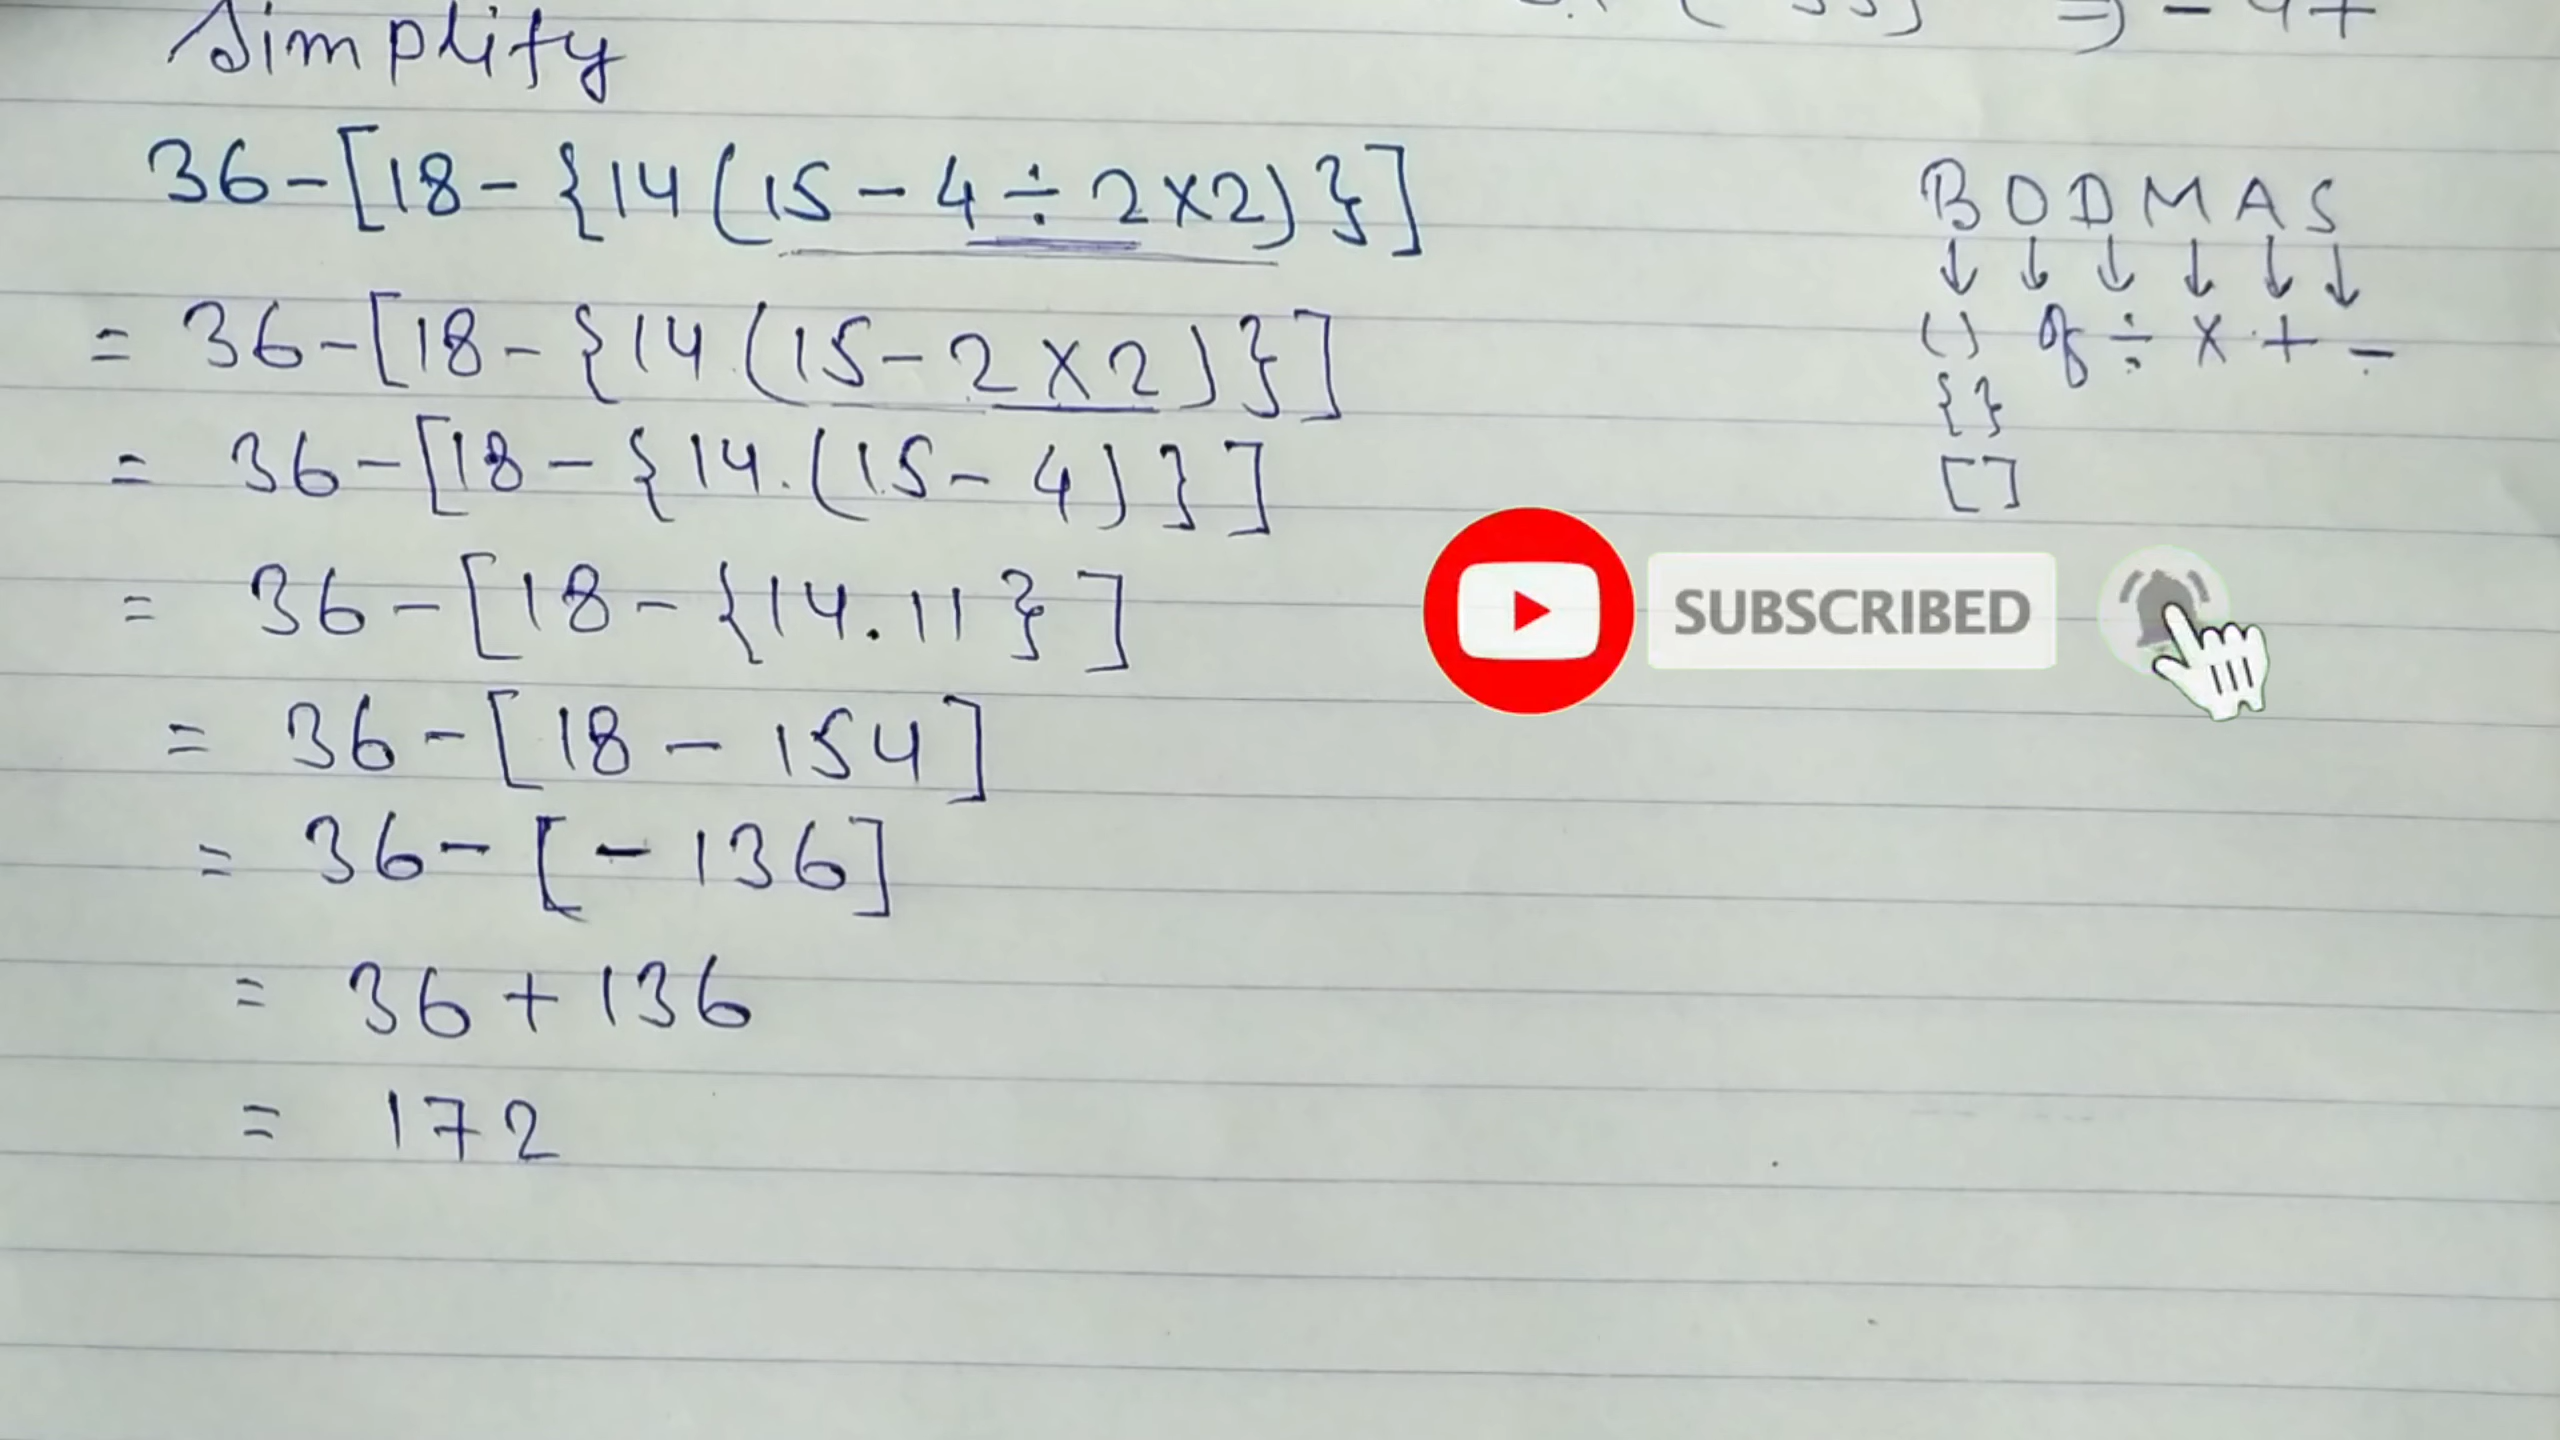 Simplify
36-[18-{14(15-4÷2×2)}]
= 36-[18-{14(15-2×2)}]
= 36-[18-{14.(15-4)}]
= 36-[18-{14.11}]
= 36-[18-154]
= 36-[-136]
= 36+136
= 172
BODMAS
↓ ↓ ↓ ↓ ↓ ↓
() of ÷ × + -
{}
[]
SUBSCRIBED